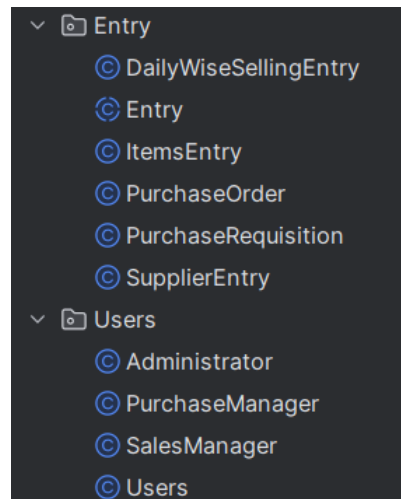 Entry
DailyWiseSellingEntry
Entry
ItemsEntry
PurchaseOrder
PurchaseRequisition
SupplierEntry
Users
Administrator
PurchaseManager
SalesManager
Users